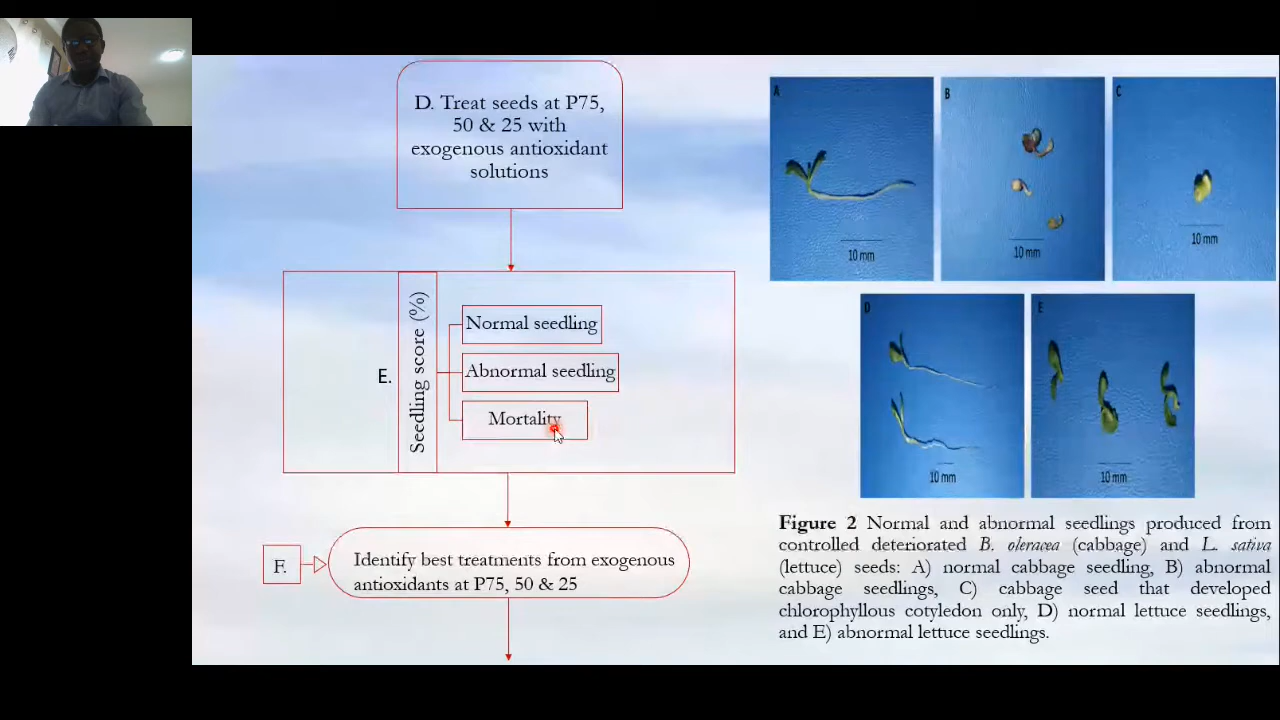 D. Treat seeds at P75,
50 & 25 with
exogenous antioxidant
solutions
E.
Seedling score (%)
Normal seedling
Abnormal seedling
Mortality
F.
Identify best treatments from exogenous
antioxidants at P75, 50 & 25
A
10 mm
B
10 mm
C
10 mm
D
10 mm
E
10 mm
Figure 2 Normal and abnormal seedlings produced from
controlled deteriorated B. oleracea (cabbage) and L. sativa
(lettuce) seeds: A) normal cabbage seedling, B) abnormal
cabbage seedlings, C) cabbage seed that developed
chlorophyllous cotyledon only, D) normal lettuce seedlings,
and E) abnormal lettuce seedlings.